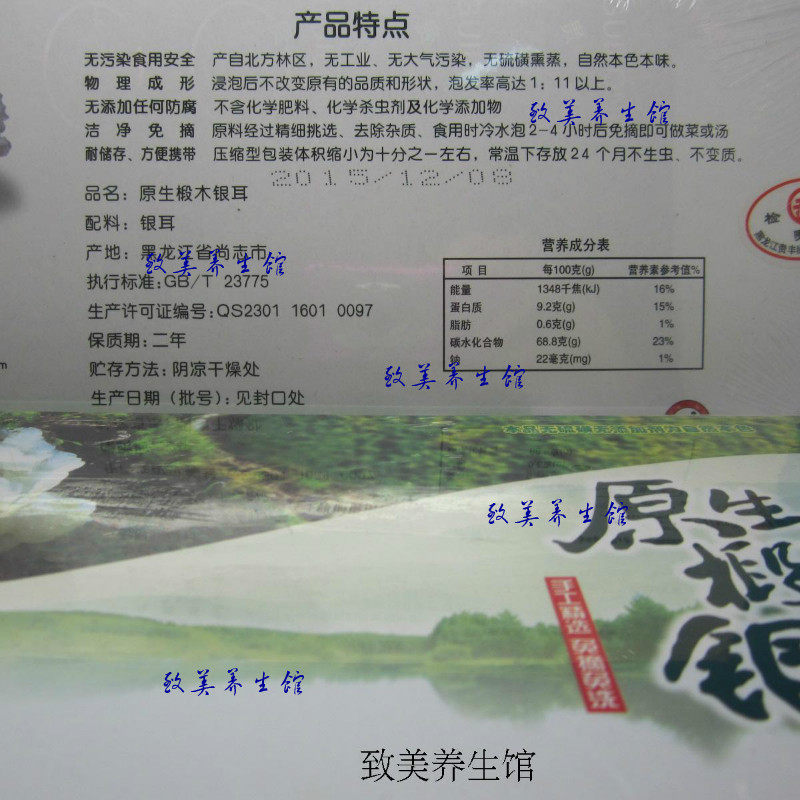 产品特点
无污染食用安全 产自北方林区，无工业、无大气污染，无硫磺熏蒸，自然本色本味。
物理成形 浸泡后不改变原有的品质和形状，泡发率高达1：11以上。
无添加任何防腐 不含化学肥料、化学杀虫剂及化学添加物
致美养生馆
洁净免摘 原料经过精细挑选、去除杂质、食用时冷水泡2-4小时后免摘即可做菜或汤
耐储存、方便携带 压缩型包装体积缩小为十分之一左右，常温下存放24个月不生虫、不变质。
2015/12/08
品名：原生椴木银耳
配料：银耳
产地：黑龙江省尚志市
致美养生馆
执行标准：GB/T 23775
生产许可证编号：QS2301 1601 0097
保质期：二年
贮存方法：阴凉干燥处
生产日期（批号）：见封口处
营养成分表
项目 每100克(g) 营养素参考值%
能量 1348千焦(kJ) 16%
蛋白质 9.2克(g) 15%
脂肪 0.6克(g) 1%
碳水化合物 68.8克(g) 23%
钠 22毫克(mg) 1%
致美养生馆
致美养生馆
原生
椴
银
手工精选 免摘免洗
致美养生馆
致美养生馆